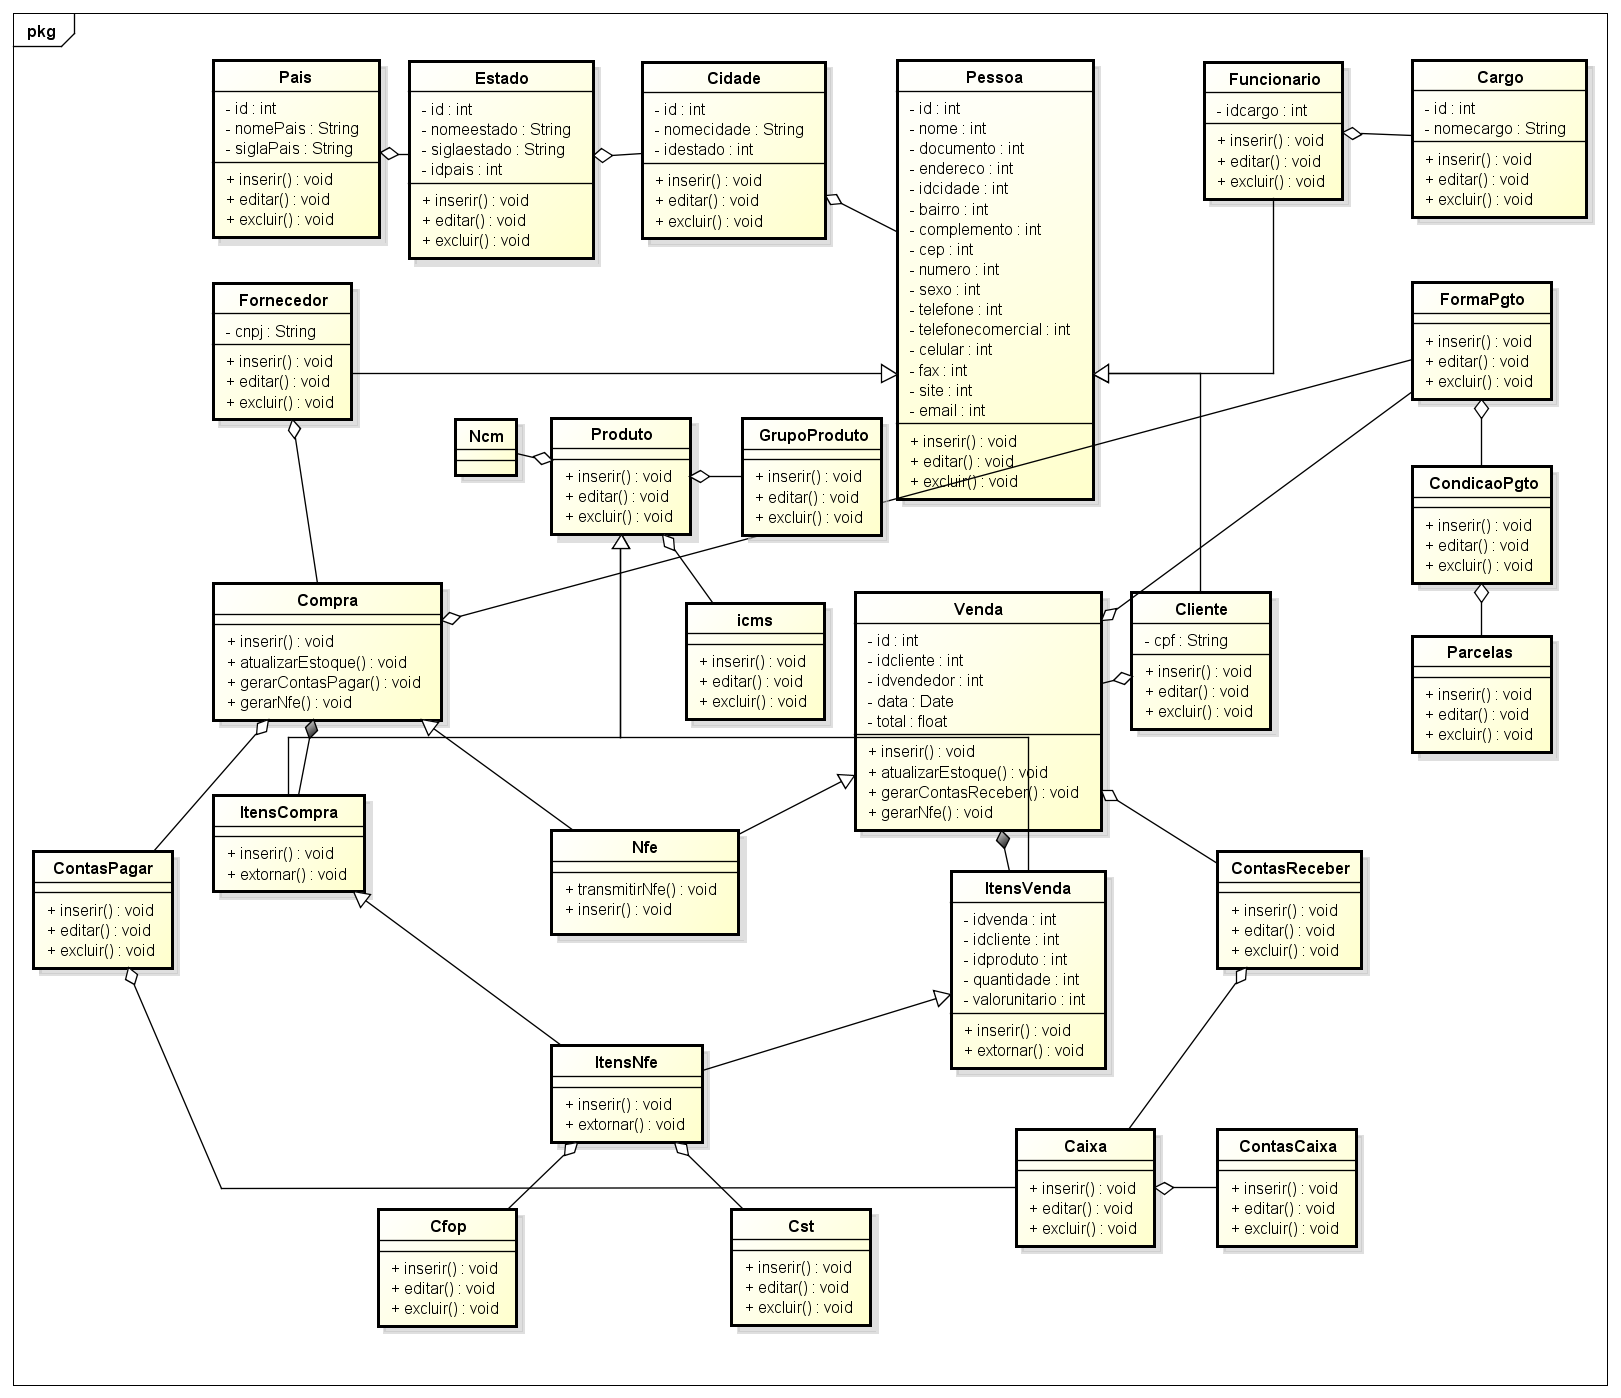 pkg
Pais
- id : int
- nomePais : String
- siglaPais : String
+ inserir() : void
+ editar() : void
+ excluir() : void
Estado
- id : int
- nomeestado : String
- siglaestado : String
- idpais : int
+ inserir() : void
+ editar() : void
+ excluir() : void
Cidade
- id : int
- nomecidade : String
- idestado : int
+ inserir() : void
+ editar() : void
+ excluir() : void
Pessoa
- id : int
- nome : int
- documento : int
- endereco : int
- idcidade : int
- bairro : int
- complemento : int
- cep : int
- numero : int
- sexo : int
- telefone : int
- telefonecomercial : int
- celular : int
- fax : int
- site : int
- email : int
+ inserir() : void
+ editar() : void
+ excluir() : void
Funcionario
- idcargo : int
+ inserir() : void
+ editar() : void
+ excluir() : void
Cargo
- id : int
- nomecargo : String
+ inserir() : void
+ editar() : void
+ excluir() : void
Fornecedor
- cnpj : String
+ inserir() : void
+ editar() : void
+ excluir() : void
FormaPgto
+ inserir() : void
+ editar() : void
+ excluir() : void
Ncm
Produto
+ inserir() : void
+ editar() : void
+ excluir() : void
GrupoProduto
+ inserir() : void
+ editar() : void
+ excluir() : void
CondicaoPgto
+ inserir() : void
+ editar() : void
+ excluir() : void
Compra
+ inserir() : void
+ atualizarEstoque() : void
+ gerarContasPagar() : void
+ gerarNfe() : void
icms
+ inserir() : void
+ editar() : void
+ excluir() : void
Venda
- id : int
- idcliente : int
- idvendedor : int
- data : Date
- total : float
+ inserir() : void
+ atualizarEstoque() : void
+ gerarContasReceber() : void
+ gerarNfe() : void
Cliente
- cpf : String
+ inserir() : void
+ editar() : void
+ excluir() : void
Parcelas
+ inserir() : void
+ editar() : void
+ excluir() : void
ItensCompra
+ inserir() : void
+ extornar() : void
ContasPagar
+ inserir() : void
+ editar() : void
+ excluir() : void
Nfe
+ transmitirNfe() : void
+ inserir() : void
ItensVenda
- idvenda : int
- idcliente : int
- idproduto : int
- quantidade : int
- valorunitario : int
+ inserir() : void
+ extornar() : void
ContasReceber
+ inserir() : void
+ editar() : void
+ excluir() : void
ItensNfe
+ inserir() : void
+ extornar() : void
Caixa
+ inserir() : void
+ editar() : void
+ excluir() : void
ContasCaixa
+ inserir() : void
+ editar() : void
+ excluir() : void
Cfop
+ inserir() : void
+ editar() : void
+ excluir() : void
Cst
+ inserir() : void
+ editar() : void
+ excluir() : void